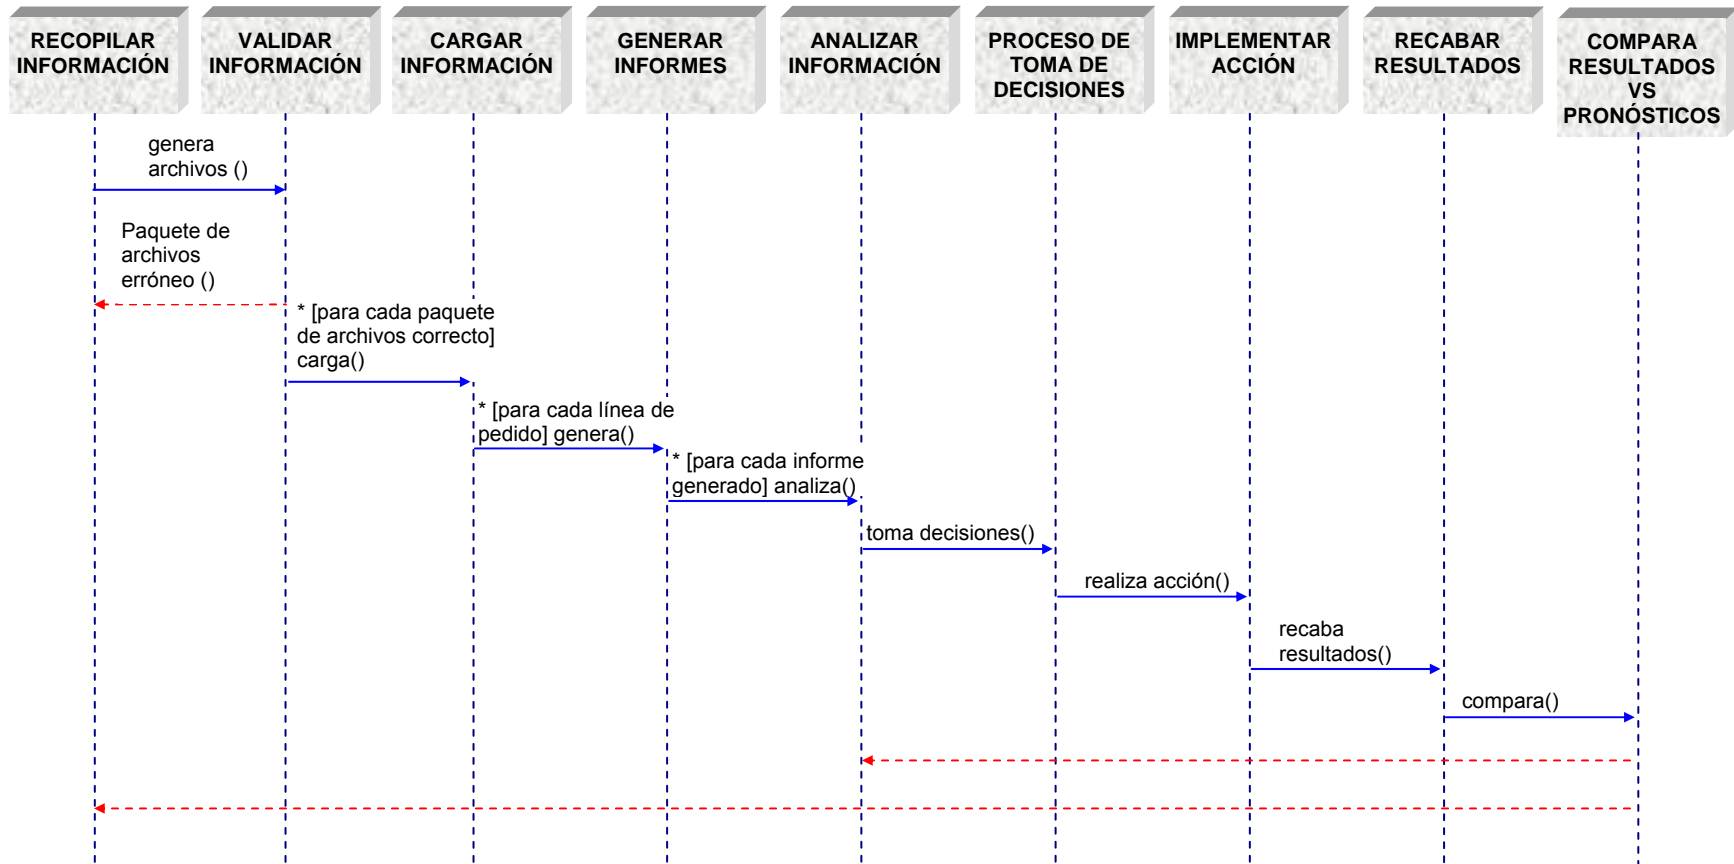 RECOPILAR
INFORMACIÓN
VALIDAR
INFORMACIÓN
CARGAR
INFORMACIÓN
GENERAR
INFORMES
ANALIZAR
INFORMACIÓN
PROCESO DE
TOMA DE
DECISIONES
IMPLEMENTAR
ACCIÓN
RECABAR
RESULTADOS
COMPARA
RESULTADOS
VS
PRONÓSTICOS
genera
archivos ()
Paquete de
archivos
erróneo ()
* [para cada paquete
de archivos correcto]
carga()
* [para cada línea de
pedido] genera()
* [para cada informe
generado] analiza()
toma decisiones()
realiza acción()
recaba
resultados()
compara()